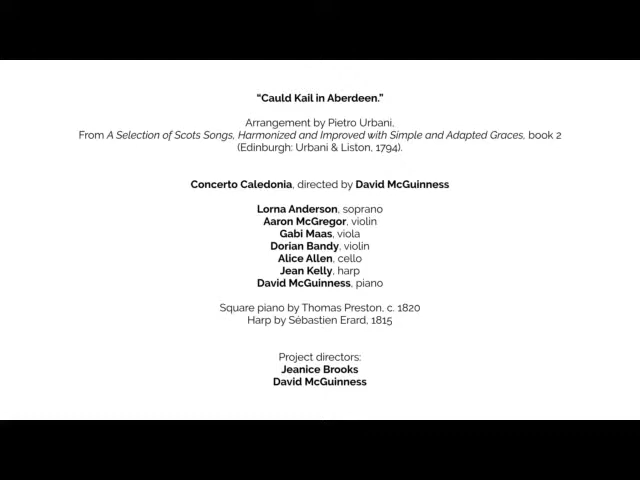 “Cauld Kail in Aberdeen.”
Arrangement by Pietro Urbani,
From A Selection of Scots Songs, Harmonized and Improved with Simple and Adapted Graces, book 2
(Edinburgh: Urbani & Liston, 1794).
Concerto Caledonia, directed by David McGuinness
Lorna Anderson, soprano
Aaron McGregor, violin
Gabi Maas, viola
Dorian Bandy, violin
Alice Allen, cello
Jean Kelly, harp
David McGuinness, piano
Square piano by Thomas Preston, c. 1820
Harp by Sébastien Erard, 1815
Project directors:
Jeanice Brooks
David McGuinness